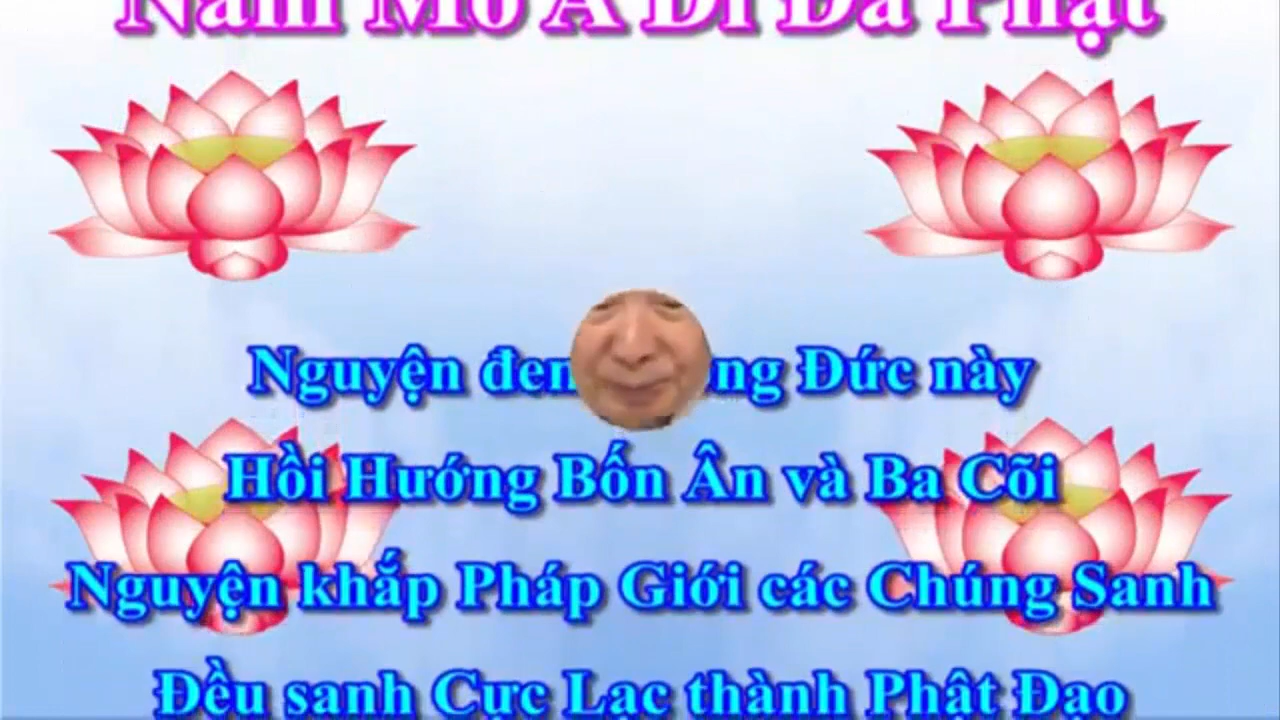 Nam Mô A Di Đà Phật
Nguyện đem ng Đức này
Hồi Hướng Bốn Ân và Ba Cõi
Nguyện khắp Pháp Giới các Chúng Sanh
Đều sanh Cực Lạc thành Phật Đạo